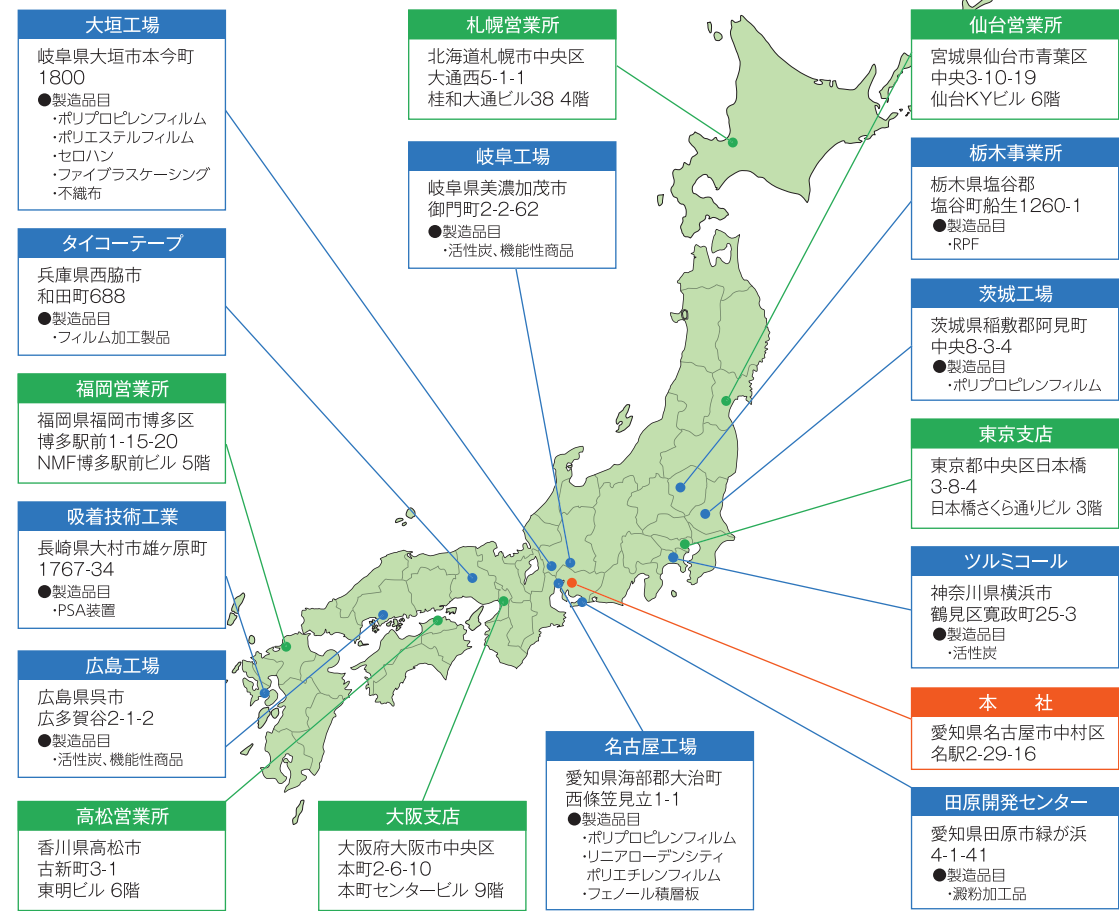 大垣工場
岐阜県大垣市本今町
1800
●製造品目
・ポリプロピレンフィルム
・ポリエステルフィルム
・セロハン
・ファイブラスケーシング
・不織布
タイコーテープ
兵庫県西脇市
和田町688
●製造品目
・フィルム加工製品
福岡営業所
福岡県福岡市博多区
博多駅前1-15-20
NMF博多駅前ビル 5階
吸着技術工業
長崎県大村市雄ヶ原町
1767-34
●製造品目
・PSA装置
広島工場
広島県呉市
広多賀谷2-1-2
●製造品目
・活性炭、機能性商品
高松営業所
香川県高松市
古新町3-1
東明ビル 6階
札幌営業所
北海道札幌市中央区
大通西5-1-1
桂和大通ビル38 4階
岐阜工場
岐阜県美濃加茂市
御門町2-2-62
●製造品目
・活性炭、機能性商品
大阪支店
大阪府大阪市中央区
本町2-6-10
本町センタービル 9階
名古屋工場
愛知県海部郡大治町
西條笠見立1-1
●製造品目
・ポリプロピレンフィルム
・リニアローデンシティ
ポリエチレンフィルム
・フェノール積層板
仙台営業所
宮城県仙台市青葉区
中央3-10-19
仙台KYビル 6階
栃木事業所
栃木県塩谷郡
塩谷町船生1260-1
●製造品目
・RPF
茨城工場
茨城県稲敷郡阿見町
中央8-3-4
●製造品目
・ポリプロピレンフィルム
東京支店
東京都中央区日本橋
3-8-4
日本橋さくら通りビル 3階
ツルミコール
神奈川県横浜市
鶴見区寛政町25-3
●製造品目
・活性炭
本 社
愛知県名古屋市中村区
名駅2-29-16
田原開発センター
愛知県田原市緑が浜
4-1-41
●製造品目
・澱粉加工品